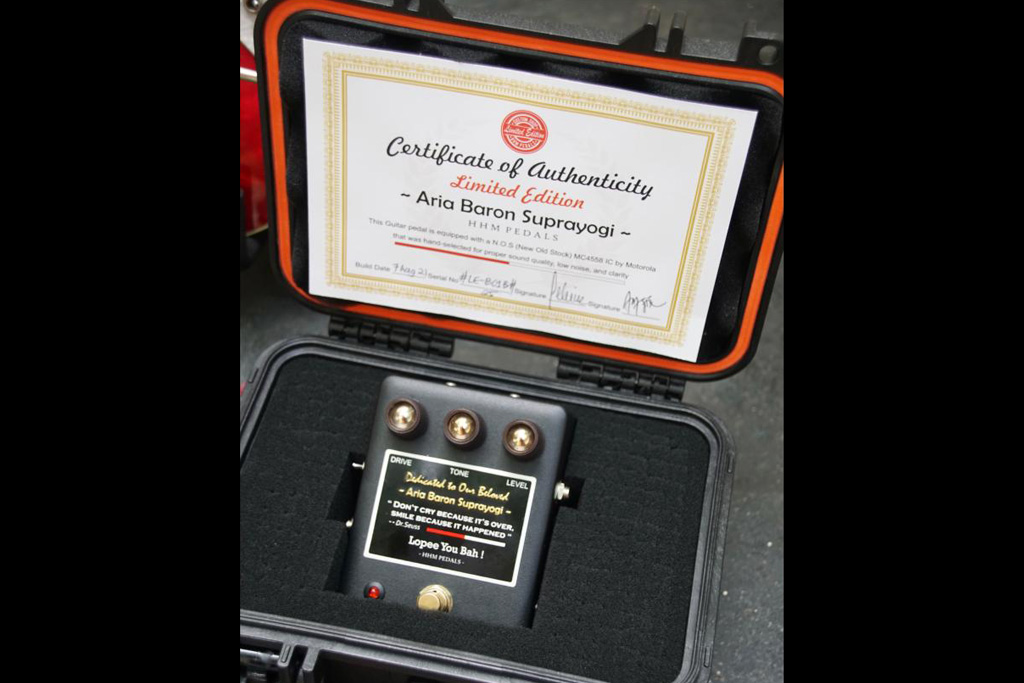 Limited Edition
Certificate of Authenticity
Limited Edition
~ Aria Baron Suprayogi ~
HHM PEDALS
This Guitar pedal is equipped with a N.O.S (New Old Stock) MC4558 IC by Motorola
that was hand-selected for proper sound quality, low noise, and clarity
Build Date 7 Aug 21 Serial No #LE-B01B# Signature Signature
DRIVE TONE LEVEL
Dedicated to Our Beloved
~ Aria Baron Suprayogi ~
" DON'T CRY BECAUSE IT'S OVER,
SMILE BECAUSE IT HAPPENED "
~ Dr. Seuss
Lopee You Bah !
- HHM PEDALS -